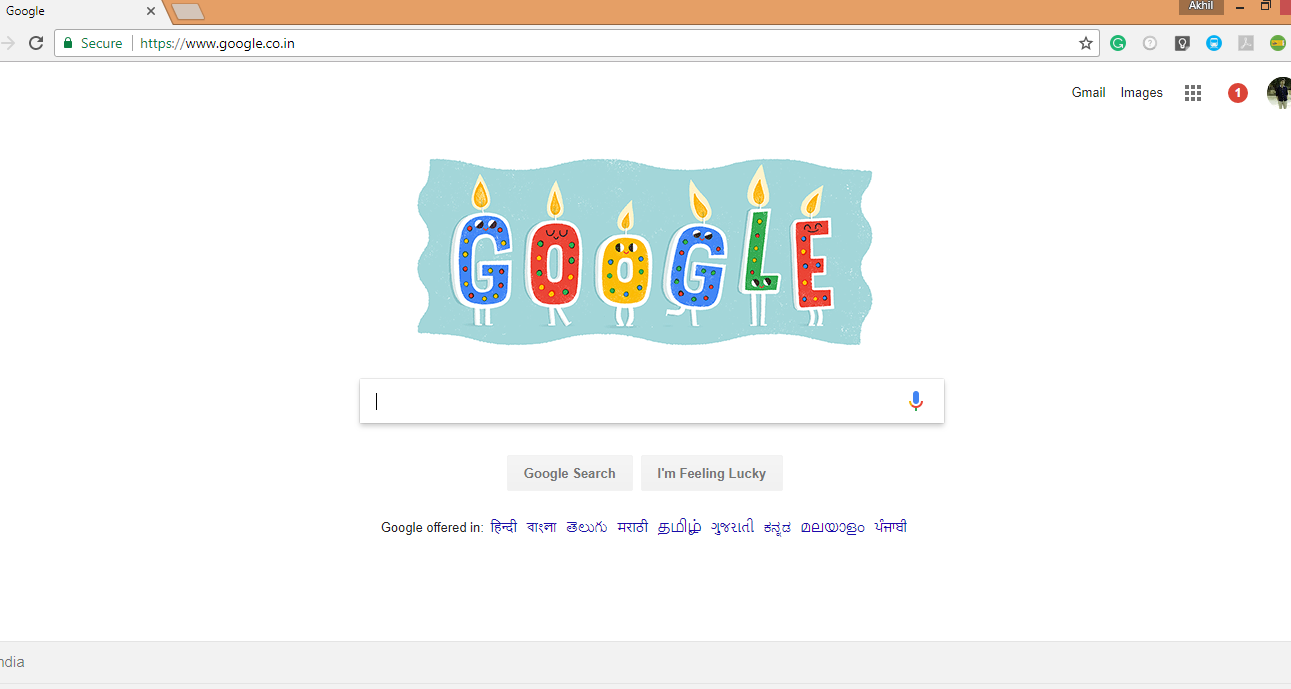 Google
Akhil
Secure https://www.google.co.in
Gmail Images 1
GOOGLE
Google Search I'm Feeling Lucky
Google offered in: हिन्दी বাংলা తెలుగు मराठी தமிழ் ગુજરાતી ಕನ್ನಡ മലയാളം ਪੰਜਾਬੀ
ndia